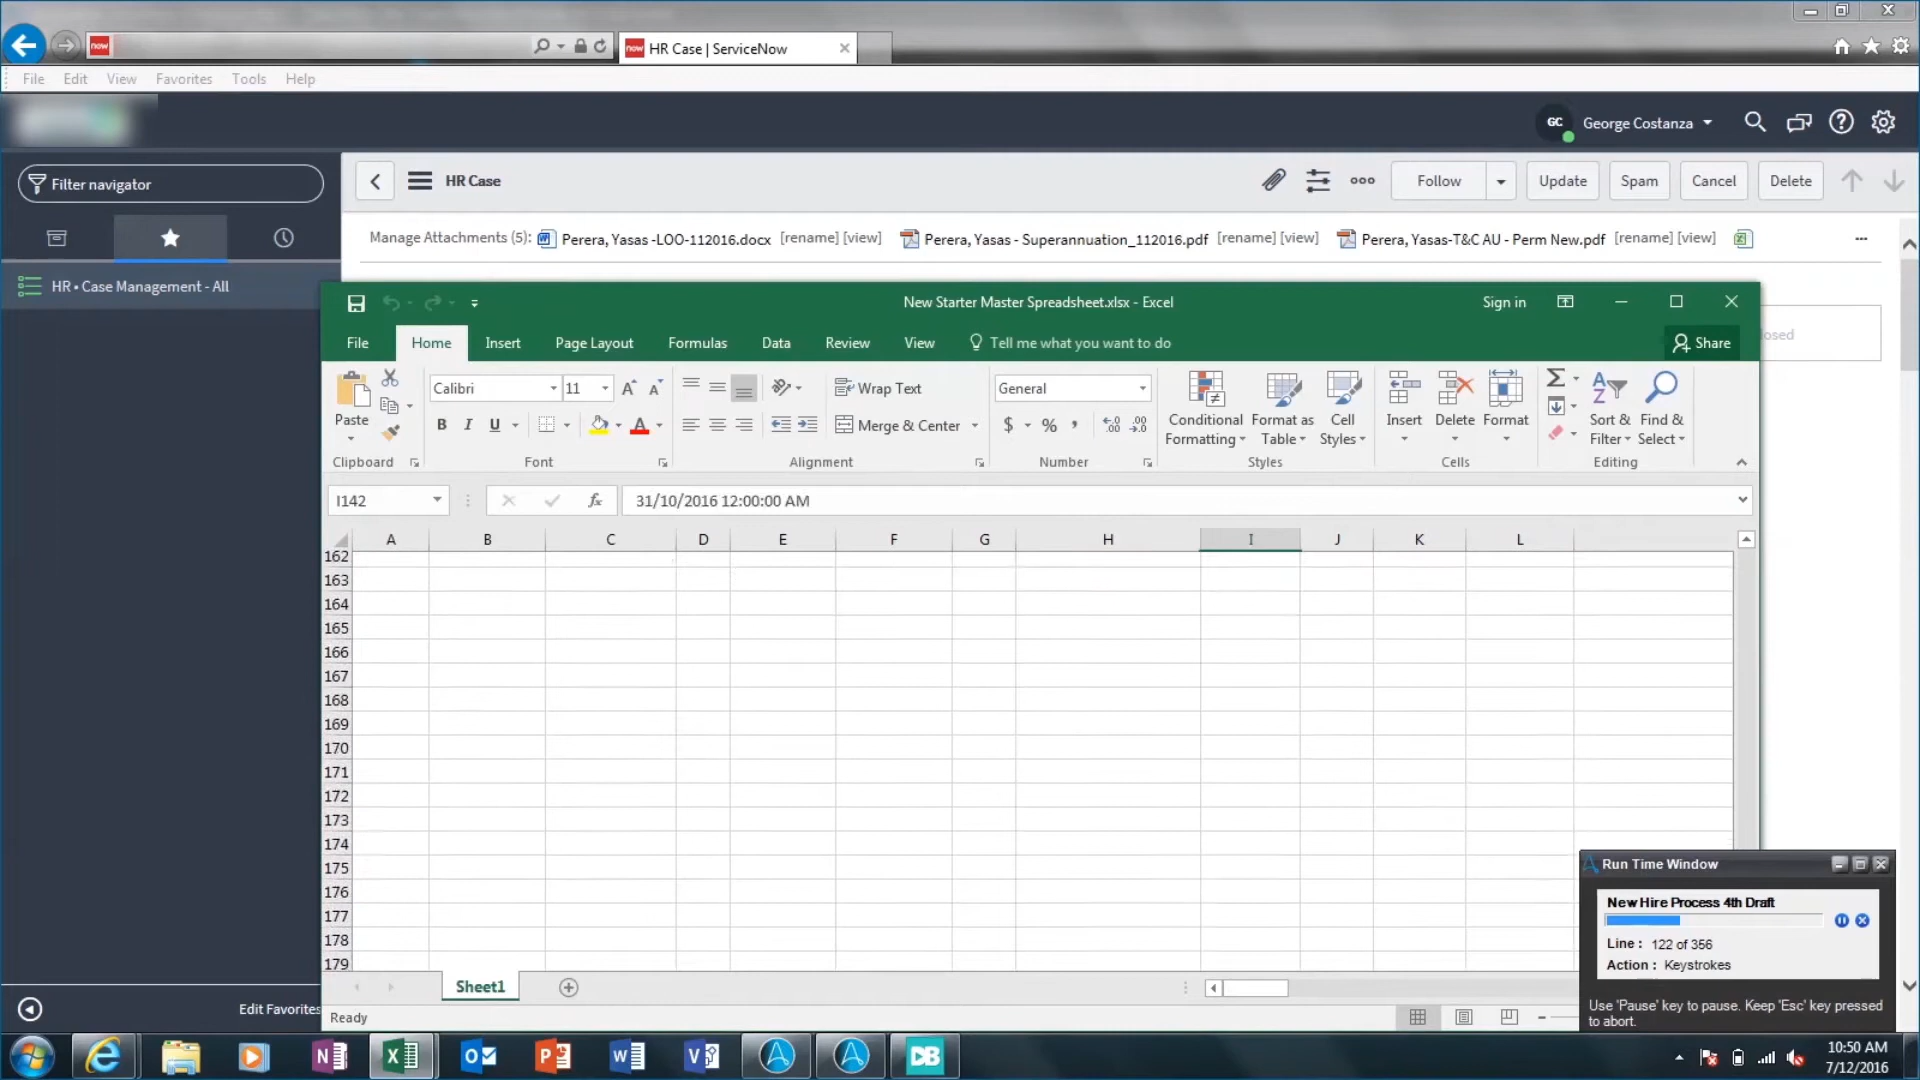 HR Case | ServiceNow
File Edit View Favorites Tools Help
GC George Costanza
Filter navigator
HR Case
Follow Update Spam Cancel Delete
Manage Attachments (5): Perera, Yasas -LOO-112016.docx [rename] [view] Perera, Yasas - Superannuation_112016.pdf [rename] [view] Perera, Yasas-T&C AU - Perm New.pdf [rename] [view] ...
HR • Case Management - All
New Starter Master Spreadsheet.xlsx - Excel Sign in
File Home Insert Page Layout Formulas Data Review View Tell me what you want to do Share
Calibri 11 Wrap Text General
Paste B I U Merge & Center $ % , Conditional Formatting Format as Table Cell Styles Insert Delete Format Sort & Filter Find & Select
Clipboard Font Alignment Number Styles Cells Editing
I142 fx 31/10/2016 12:00:00 AM
A B C D E F G H I J K L
162
163
164
165
166
167
168
169
170
171
172
173
174
175
176
177
178
179
Sheet1
Ready
Edit Favorites
Run Time Window
New Hire Process 4th Draft
Line : 122 of 356
Action : Keystrokes
Use 'Pause' key to pause. Keep 'Esc' key pressed
to abort.
10:50 AM
7/12/2016